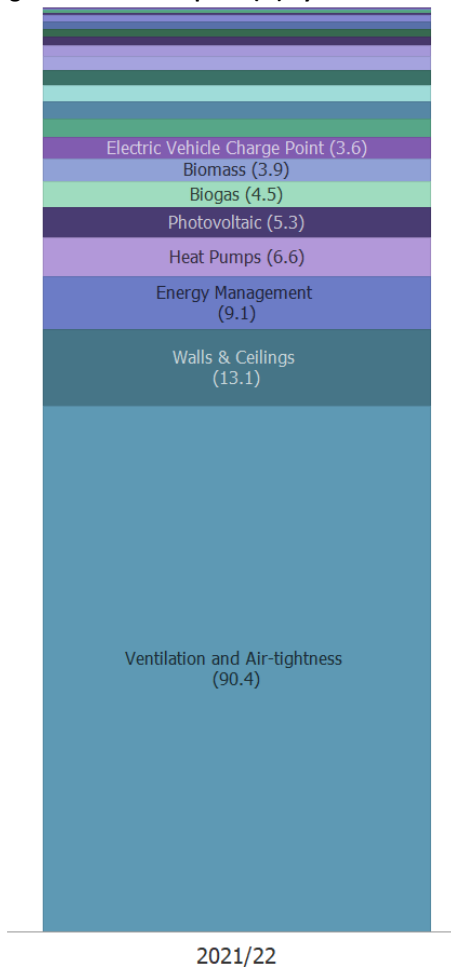 Electric Vehicle Charge Point (3.6)
Biomass (3.9)
Biogas (4.5)
Photovoltaic (5.3)
Heat Pumps (6.6)
Energy Management
(9.1)
Walls & Ceilings
(13.1)
Ventilation and Air-tightness
(90.4)
2021/22